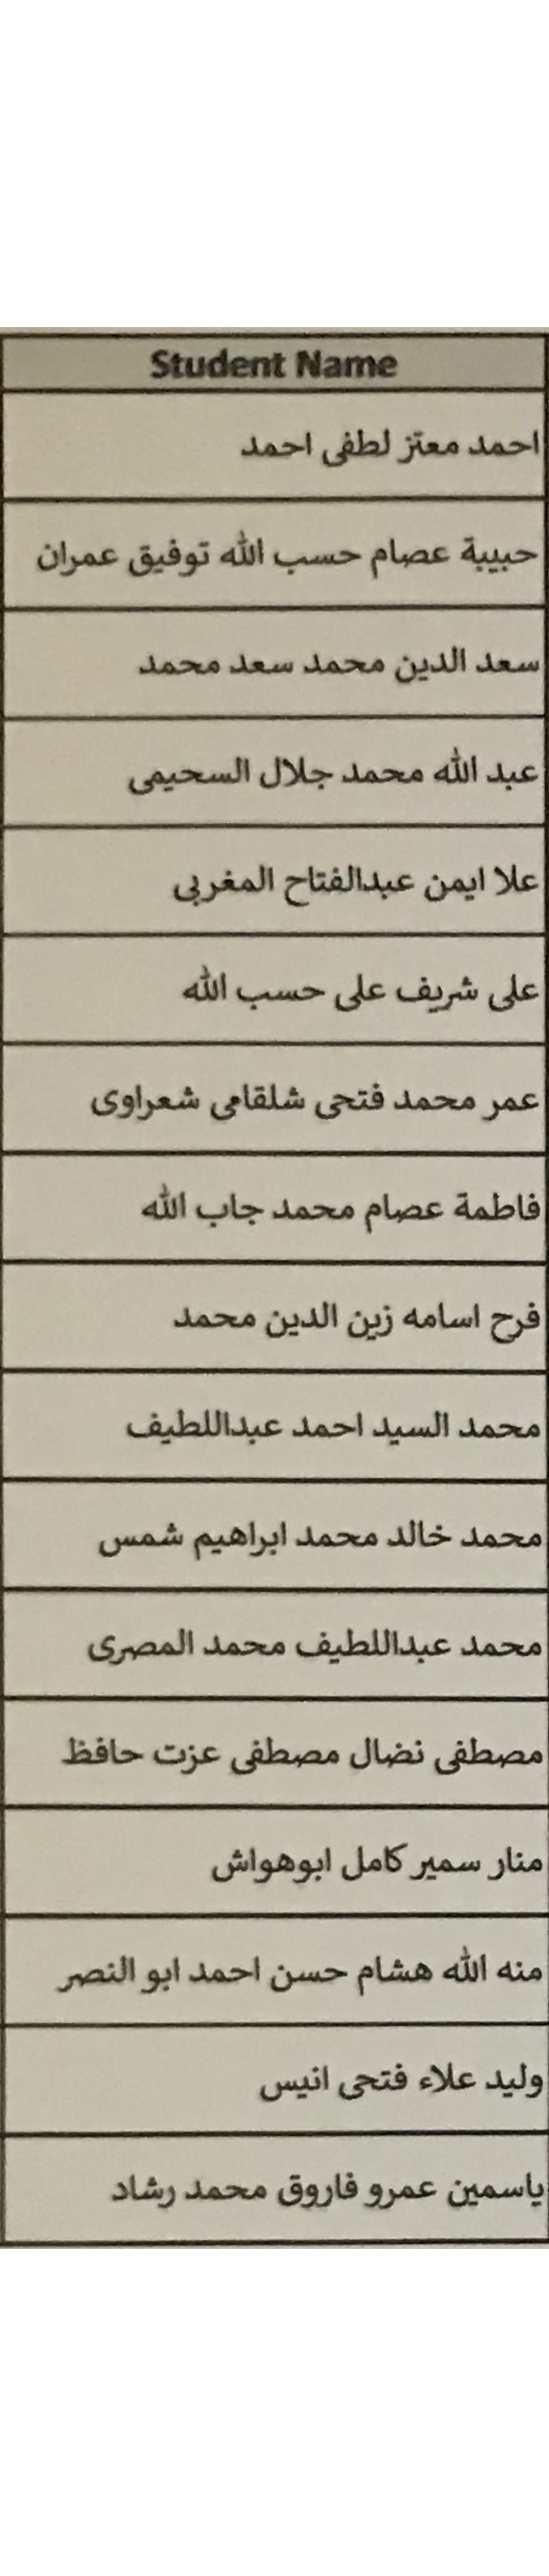 Student Name
احمد معتز لطفى احمد
حبيبة عصام حسب الله توفيق عمران
سعد الدين محمد سعد محمد
عبد الله محمد جلال السحيمى
علا ايمن عبدالفتاح المغربى
على شريف على حسب الله
عمر محمد فتحى شلقامى شعراوى
فاطمة عصام محمد جاب الله
فرح اسامه زين الدين محمد
محمد السيد احمد عبداللطيف
محمد خالد محمد ابراهيم شمس
محمد عبداللطيف محمد المصرى
مصطفى نضال مصطفى عزت حافظ
منار سمير كامل ابوهواش
منه الله هشام حسن احمد ابو النصر
وليد علاء فتحى انيس
ياسمين عمرو فاروق محمد رشاد